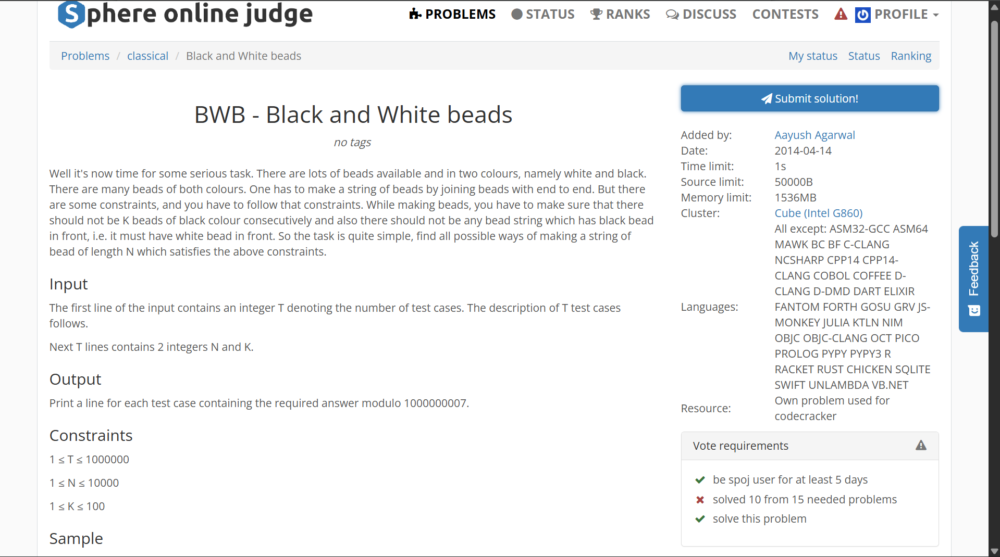 Sphere online judge
PROBLEMS STATUS RANKS DISCUSS CONTESTS PROFILE
Problems / classical / Black and White beads
My status Status Ranking
BWB - Black and White beads
no tags
Well it's now time for some serious task. There are lots of beads available and in two colours, namely white and black.
There are many beads of both colours. One has to make a string of beads by joining beads with end to end. But there
are some constraints, and you have to follow that constraints. While making beads, you have to make sure that there
should not be K beads of black colour consecutively and also there should not be any bead string which has black bead
in front, i.e. it must have white bead in front. So the task is quite simple, find all possible ways of making a string of
bead of length N which satisfies the above constraints.
Input
The first line of the input contains an integer T denoting the number of test cases. The description of T test cases
follows.
Next T lines contains 2 integers N and K.
Output
Print a line for each test case containing the required answer modulo 1000000007.
Constraints
1 ≤ T ≤ 1000000
1 ≤ N ≤ 10000
1 ≤ K ≤ 100
Sample
Submit solution!
Added by: Aayush Agarwal
Date: 2014-04-14
Time limit: 1s
Source limit: 50000B
Memory limit: 1536MB
Cluster: Cube (Intel G860)
Languages: All except: ASM32-GCC ASM64
MAWK BC BF C-CLANG
NCSHARP CPP14 CPP14-
CLANG COBOL COFFEE D-
CLANG D-DMD DART ELIXIR
FANTOM FORTH GOSU GRV JS-
MONKEY JULIA KTLN NIM
OBJC OBJC-CLANG OCT PICO
PROLOG PYPY PYPY3 R
RACKET RUST CHICKEN SQLITE
SWIFT UNLAMBDA VB.NET
Resource: Own problem used for
codecracker
Vote requirements
be spoj user for at least 5 days
solved 10 from 15 needed problems
solve this problem
Feedback